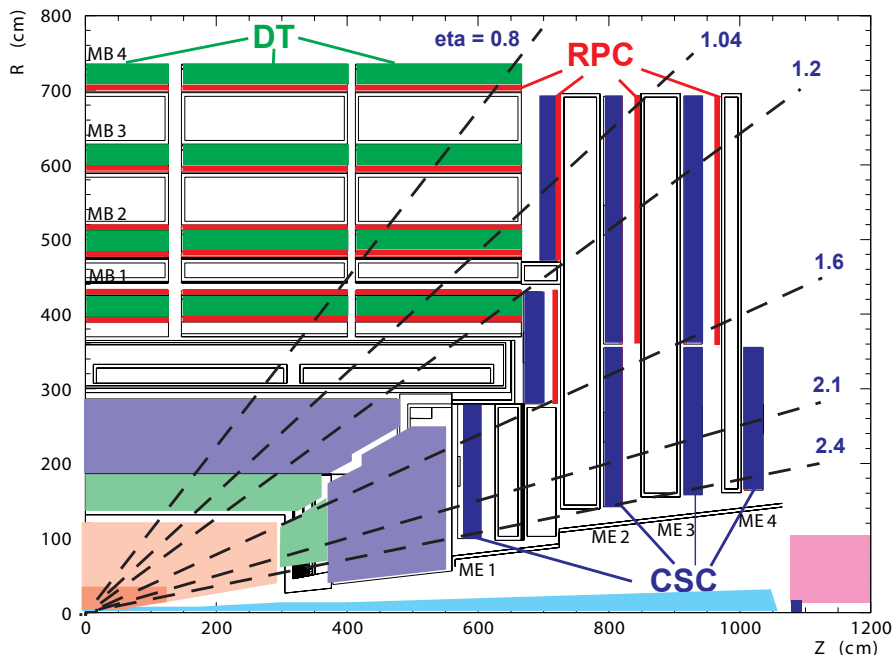 R (cm)
800
700
600
500
400
300
200
100
0
MB 4
DT
eta = 0.8
1.04
RPC
1.2
MB 3
MB 2
MB 1
1.6
2.1
2.4
ME 1
ME 2
ME 3
ME 4
CSC
0
200
400
600
800
1000
1200
Z (cm)